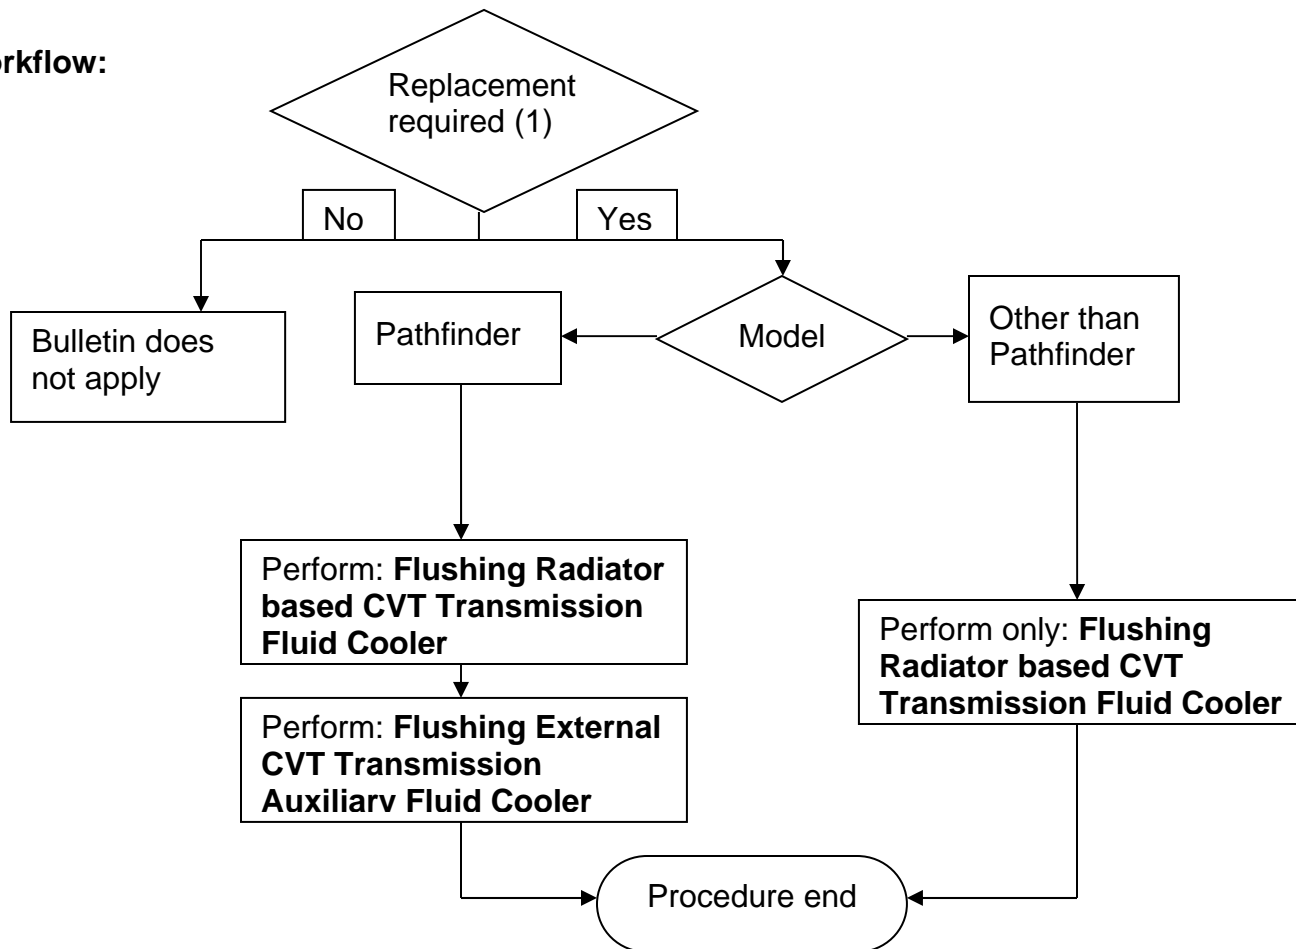 orkflow:
Replacement
required (1)
No
Yes
Bulletin does
not apply
Pathfinder
Model
Other than
Pathfinder
Perform: Flushing Radiator
based CVT Transmission
Fluid Cooler
Perform only: Flushing
Radiator based CVT
Transmission Fluid Cooler
Perform: Flushing External
CVT Transmission
Auxiliary Fluid Cooler
Procedure end